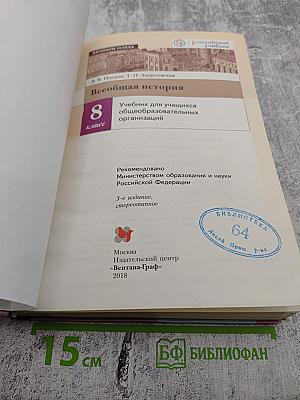 российский
учебник
В. В. Носков, Т. П. Андреевская
Всеобщая история
8
класс
Учебник для учащихся
общеобразовательных
организаций
Рекомендовано
Министерством образования и науки
Российской Федерации
3-е издание,
стереотипное
БИБЛИОТЕКА
64
Москва
Издательский центр
«Вентана-Граф»
2018
15 см
БФ БИБЛИОФАН